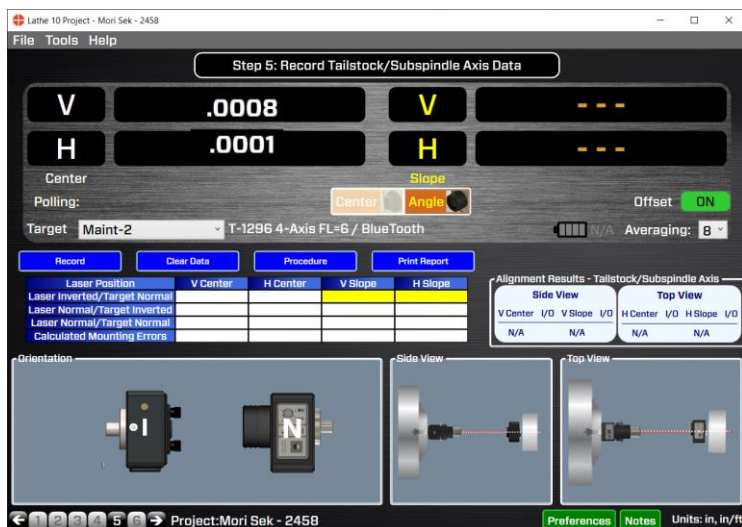 Lathe 10 Project - Mori Sek - 2458
File Tools Help
Step 5: Record Tailstock/Subspindle Axis Data
V .0008 V ---
H .0001 H ---
Center Slope
Polling: Center Angle Offset ON
Target Maint-2 T-1296 4-Axis FL=6 / BlueTooth N/A Averaging: 8
Record Clear Data Procedure Print Report
Laser Position V Center H Center V Slope H Slope
Laser Inverted/Target Normal
Laser Normal/Target Inverted
Laser Normal/Target Normal
Calculated Mounting Errors
Alignment Results - Tailstock/Subspindle Axis
Side View Top View
V Center I/O V Slope I/O H Center I/O H Slope I/O
N/A N/A N/A N/A
Orientation Side View Top View
I N
1 2 3 4 5 6 Project:Mori Sek - 2458 Preferences Notes Units: in, in/ft